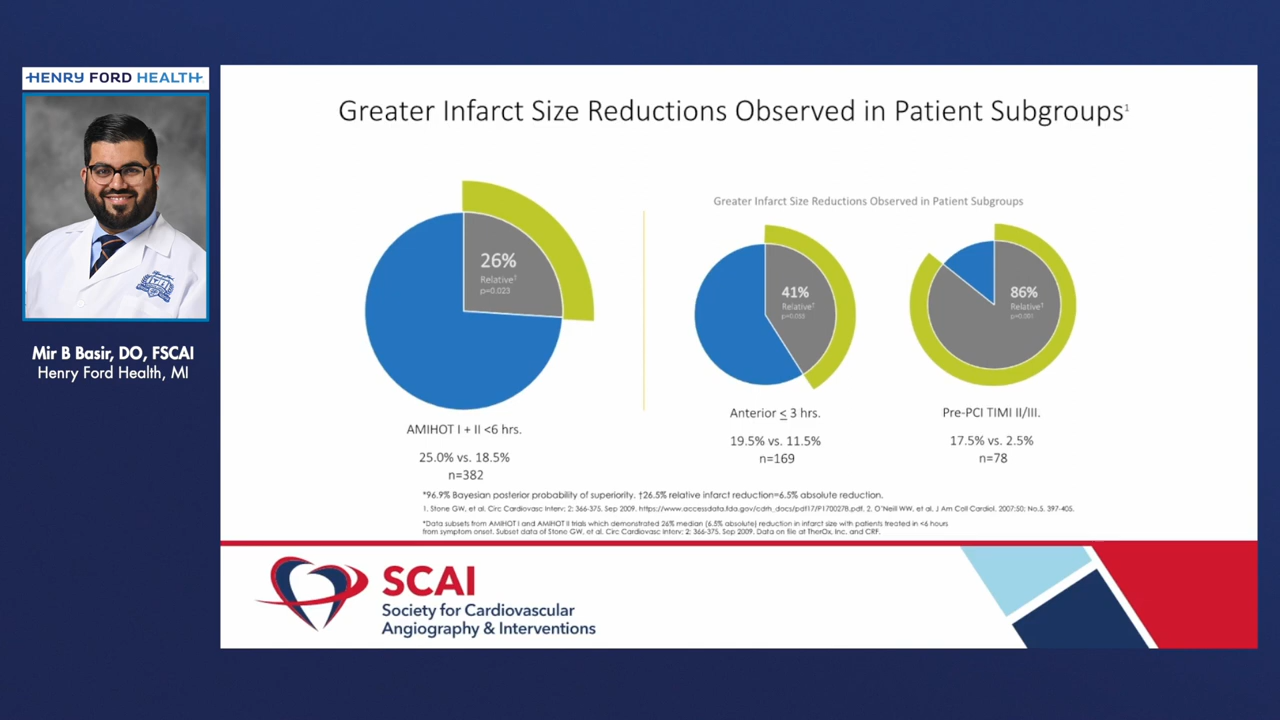 HENRY FORD HEALTH
Mir B Basir, DO, FSCAI
Henry Ford Health, MI
Greater Infarct Size Reductions Observed in Patient Subgroups¹
26%
Relative†
p=0.023
AMIHOT I + II <6 hrs.
25.0% vs. 18.5%
n=382
Greater Infarct Size Reductions Observed in Patient Subgroups
41%
Relative†
Anterior ≤ 3 hrs.
19.5% vs. 11.5%
n=169
86%
Relative†
p=0.001
Pre-PCI TIMI II/III.
17.5% vs. 2.5%
n=78
*96.9% Bayesian posterior probability of superiority. †26.5% relative infarct reduction=6.5% absolute reduction.
1. Stone GW, et al. Circ Cardiovasc Interv; 2: 366-375, Sep 2009. https://www.accessdata.fda.gov/cdrh_docs/pdf17/P170027B.pdf. 2. O'Neill WW, et al, J Am Coll Cardiol. 2007;50; No.5, 397-405.
*Data subsets from AMIHOT I and AMIHOT II trials which demonstrated 26% median (6.5% absolute) reduction in infarct size with patients treated in <6 hours
from symptom onset. Subset data of Stone GW, et al. Circ Cardiovasc Interv; 2: 366-375, Sep 2009. Data on file at TherOx, Inc. and CRF.
SCAI
Society for Cardiovascular
Angiography & Interventions